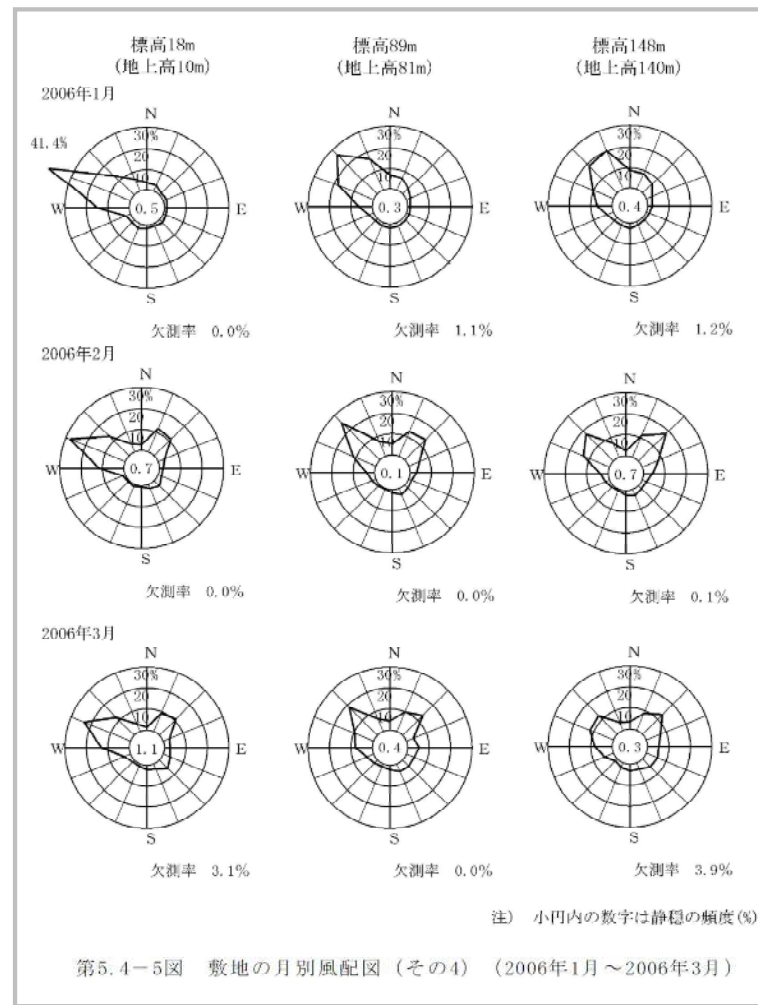 標高18m 標高89m 標高148m
(地上高10m) (地上高81m) (地上高140m)
2006年1月
N N N
41.4% 30% 30% 30%
20 20 20
10 10 10
W 0.5 E W 0.3 E W 0.4 E
S S S
欠測率 0.0% 欠測率 1.1% 欠測率 1.2%
2006年2月
N N N
30% 30% 30%
20 20 20
10 10 10
W 0.7 E W 0.1 E W 0.7 E
S S S
欠測率 0.0% 欠測率 0.0% 欠測率 0.1%
2006年3月
N N N
30% 30% 30%
20 20 20
10 10 10
W 1.1 E W 0.4 E W 0.3 E
S S S
欠測率 3.1% 欠測率 0.0% 欠測率 3.9%
注) 小円内の数字は静穏の頻度(%)
第5.4-5図 敷地の月別風配図(その4) (2006年1月~2006年3月)